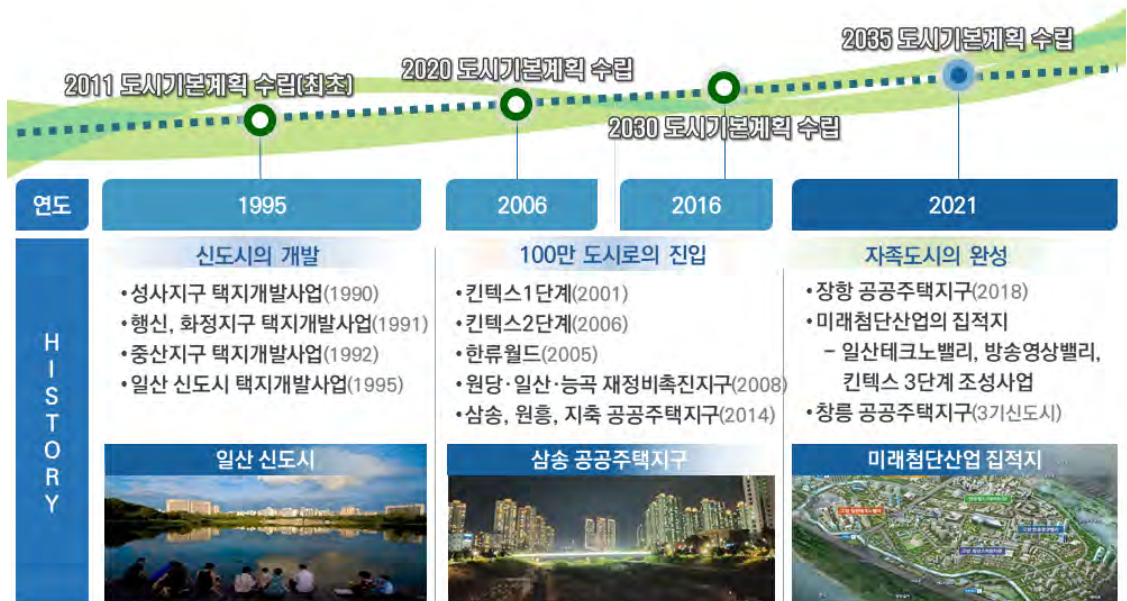 2011 도시기본계획 수립(최초)
2020 도시기본계획 수립
2030 도시기본계획 수립
2035 도시기본계획 수립
연도
1995
2006
2016
2021
HISTORY
신도시의 개발
•성사지구 택지개발사업(1990)
•행신, 화정지구 택지개발사업(1991)
•중산지구 택지개발사업(1992)
•일산 신도시 택지개발사업(1995)
일산 신도시
100만 도시로의 진입
•킨텍스1단계(2001)
•킨텍스2단계(2006)
•한류월드(2005)
•원당·일산·능곡 재정비촉진지구(2008)
•삼송, 원흥, 지축 공공주택지구(2014)
삼송 공공주택지구
자족도시의 완성
•장항 공공주택지구(2018)
•미래첨단산업의 집적지
– 일산테크노밸리, 방송영상밸리,
킨텍스 3단계 조성사업
•창릉 공공주택지구(3기신도시)
미래첨단산업 집적지